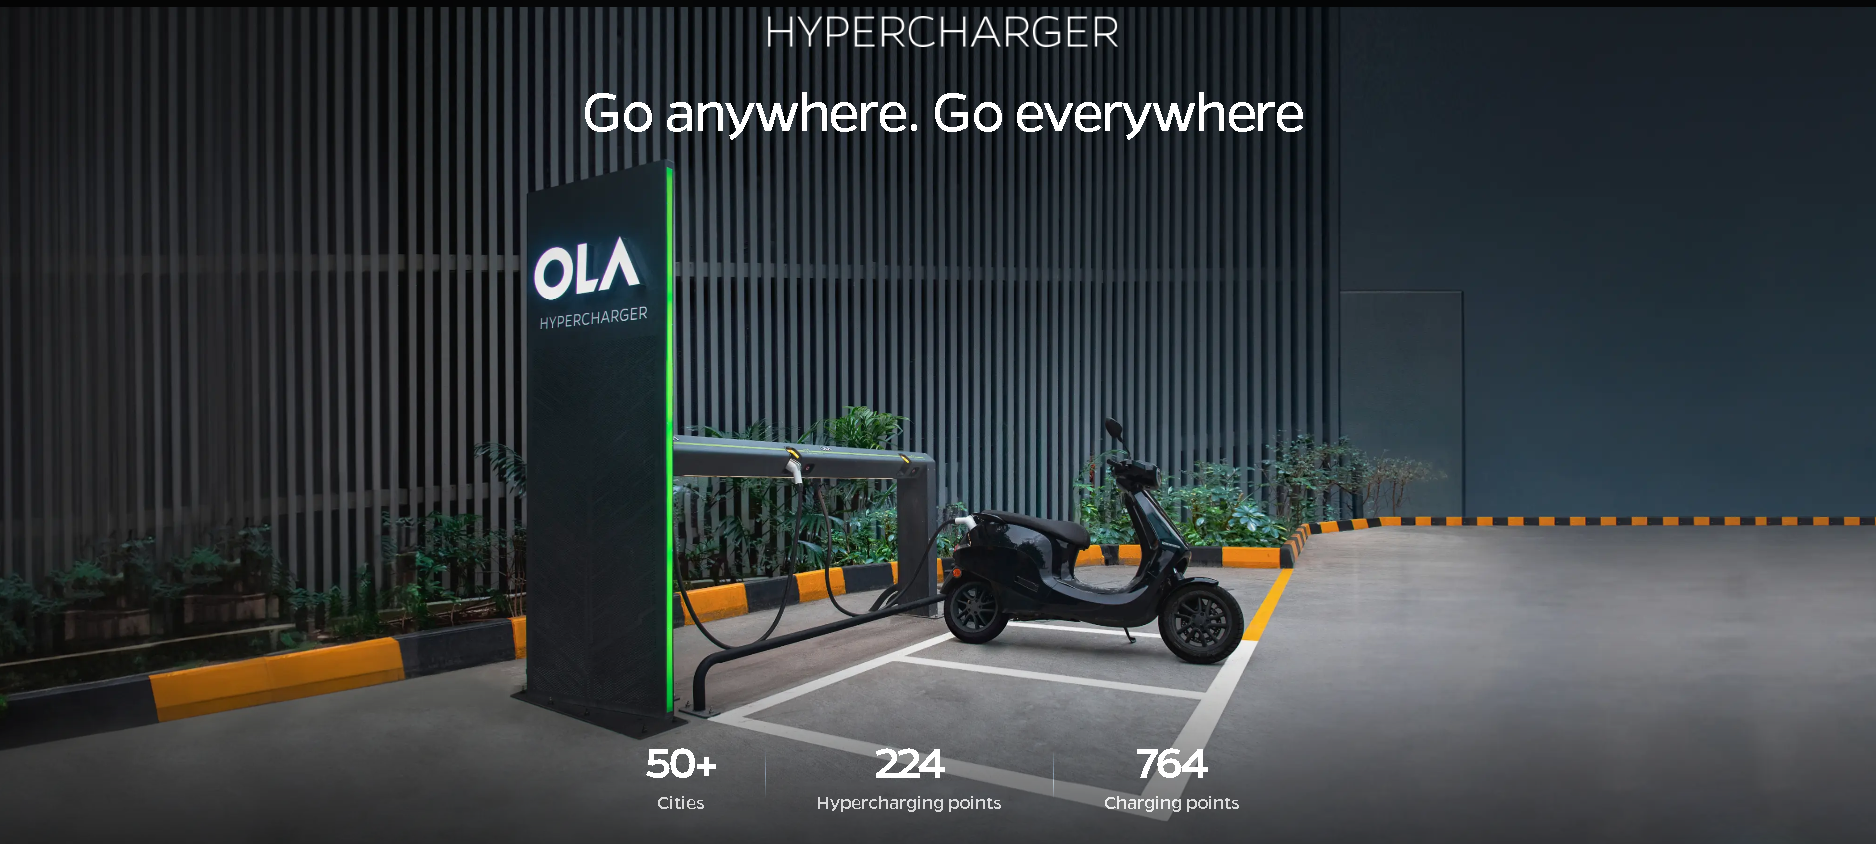 HYPERCHARGER
Go anywhere. Go everywhere
OLA
HYPERCHARGER
50+
Cities
224
Hypercharging points
764
Charging points